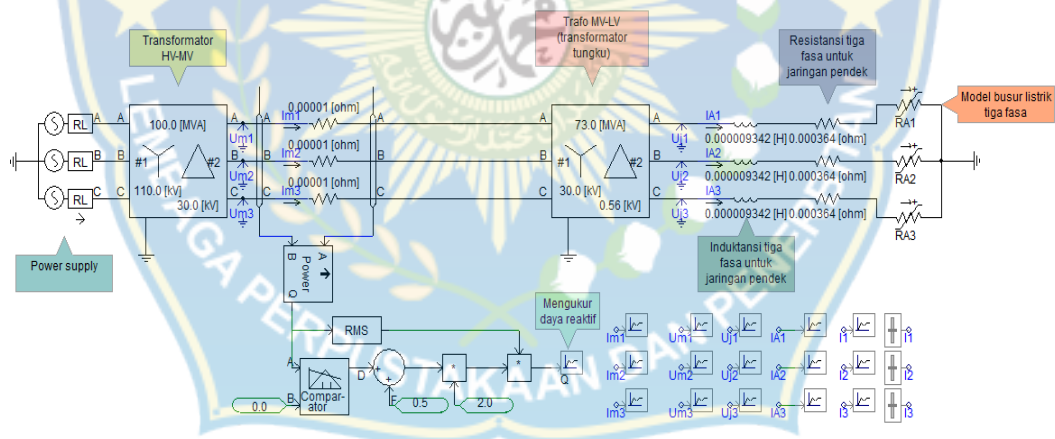 Transformator
HV-MV
Trafo MV-LV
(transformator
tungku)
Resistansi tiga
fasa untuk
jaringan pendek
Model busur listrik
tiga fasa
RL
RL
RL
A
B
C
A
B
C
100.0 [MVA]
#1
#2
110.0 [kV]
30.0 [kV]
A
B
C
Um1
Um2
Um3
A
B
C
Im1
Im2
Im3
0.00001 [ohm]
0.00001 [ohm]
0.00001 [ohm]
A
B
C
A
B
C
73.0 [MVA]
#1
#2
30.0 [kV]
0.56 [kV]
A
B
C
Uj1
Uj2
Uj3
IA1
IA2
IA3
0.000009342 [H]
0.000364 [ohm]
0.000009342 [H]
0.000364 [ohm]
0.000009342 [H]
0.000364 [ohm]
RA1
RA2
RA3
Power supply
Induktansi tiga
fasa untuk
jaringan pendek
A
B
Power
Q
Mengukur
daya reaktif
RMS
A
B
Compar-
ator
D
+
+
F
*
*
Q
0.0
0.5
2.0
Im1
Um1
Uj1
IA1
I1
I1
Im2
Um2
Uj2
IA2
I2
I2
Im3
Um3
Uj3
IA3
I3
I3
LEMBAGA PERPUSTAKAAN DAN PENERBITAN